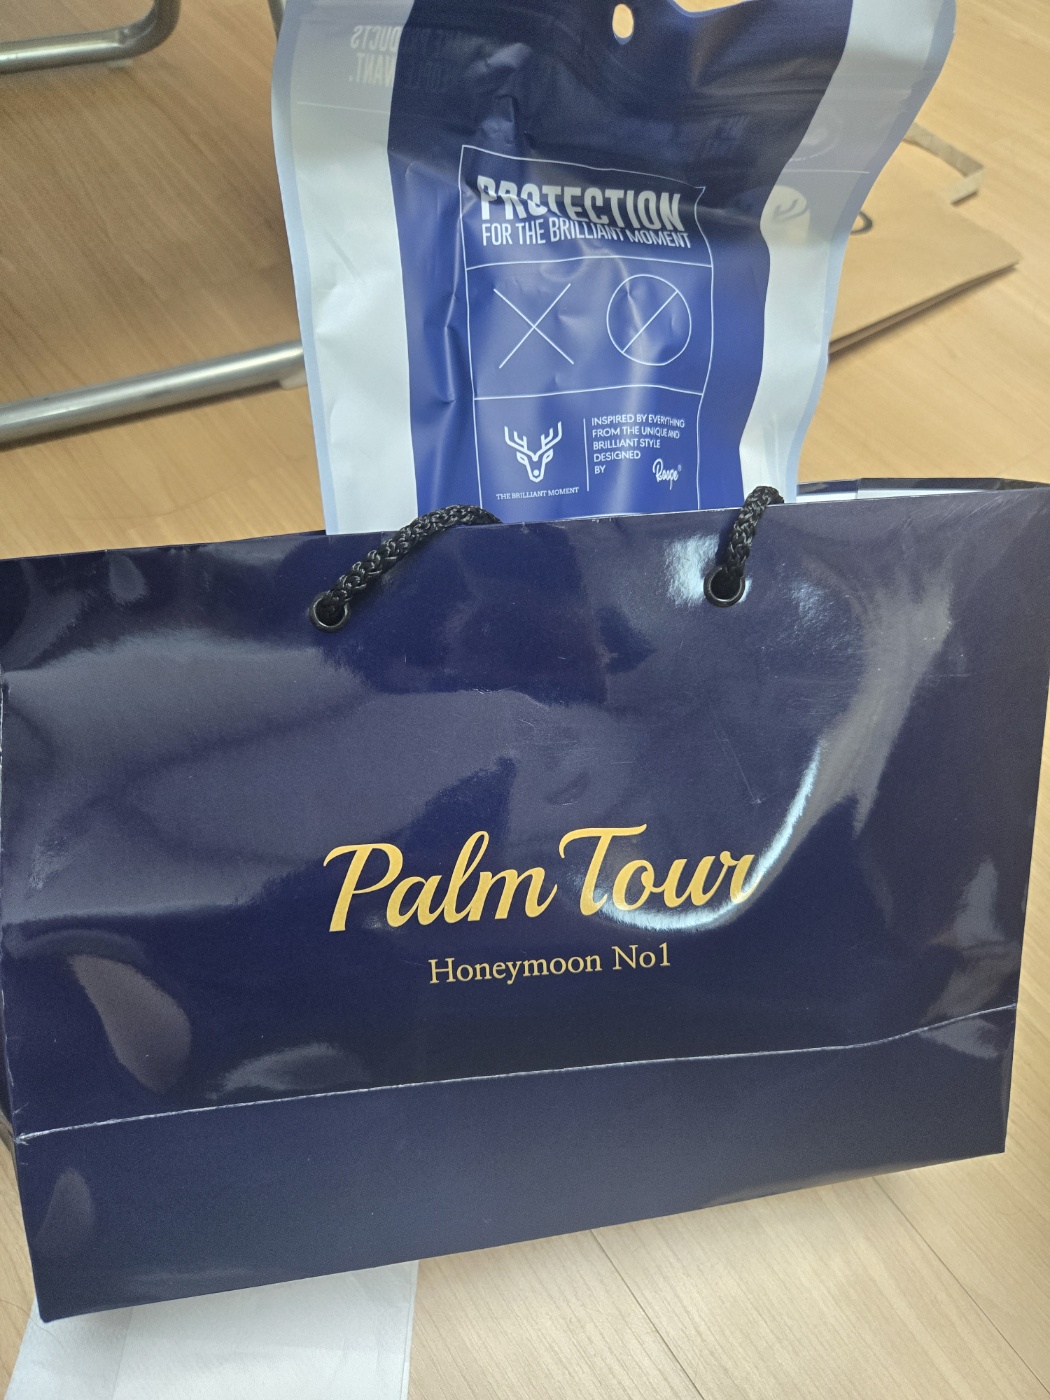 PROTECTION
FOR THE BRILLIANT MOMENT
THE BRILLIANT MOMENT
INSPIRED BY EVERYTHING
FROM THE UNIQUE AND
BRILLIANT STYLE
DESIGNED
BY
Palm Tour
Honeymoon No1